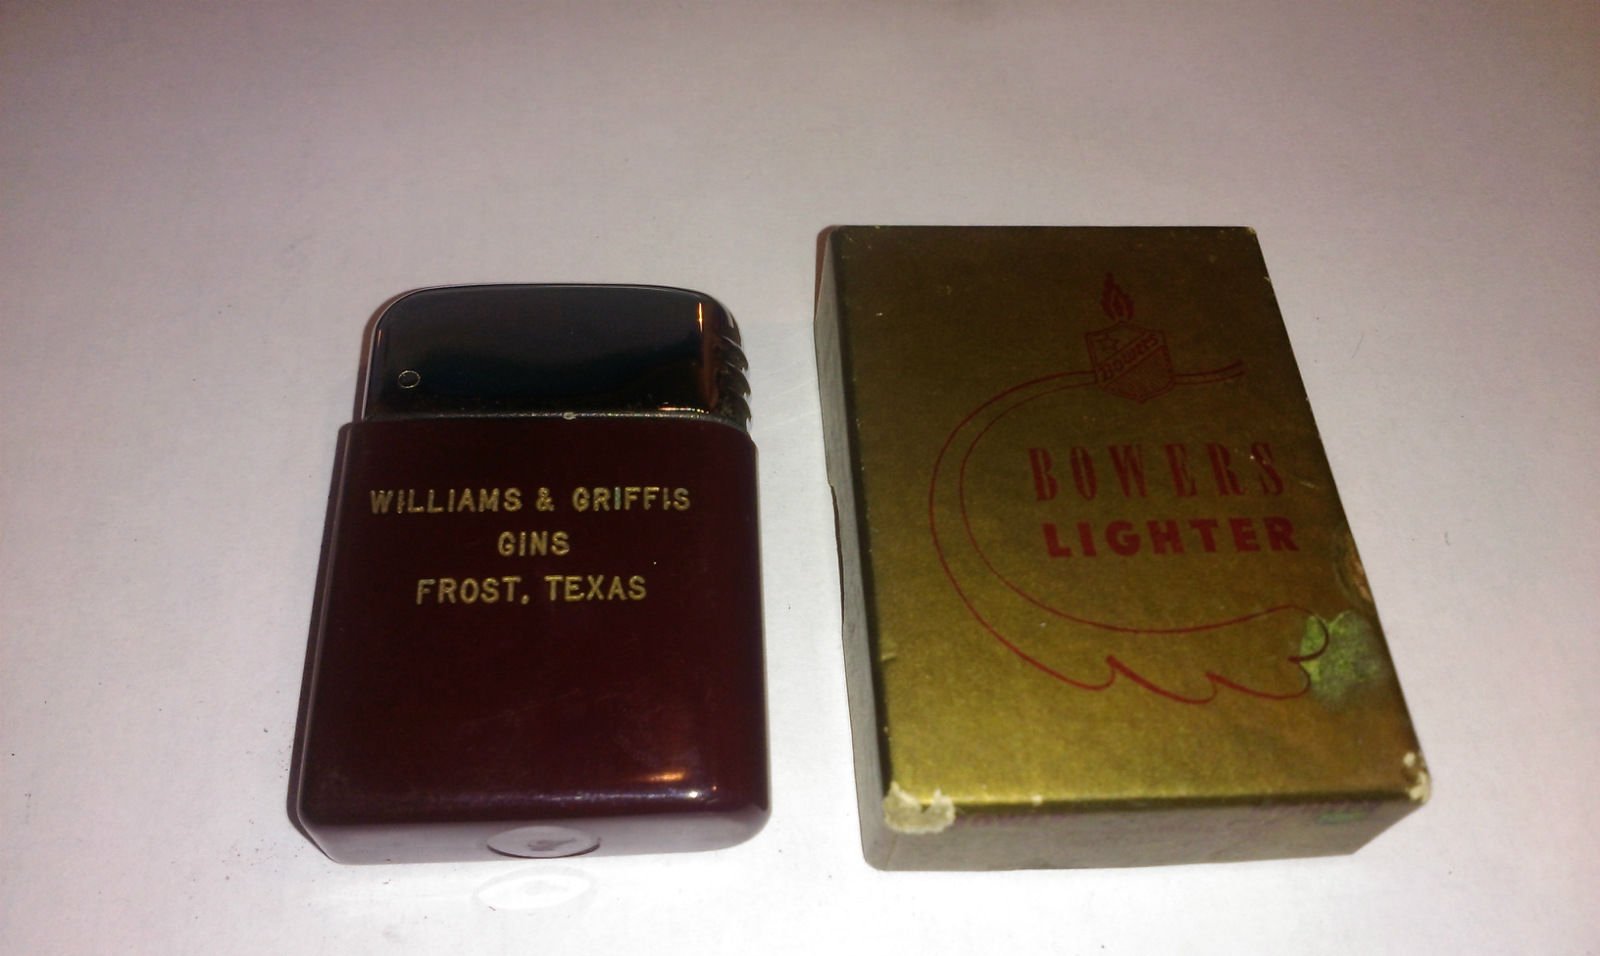 WILLIAMS & GRIFFIS
GINS
FROST, TEXAS
BOWERS
BOWERS
LIGHTER